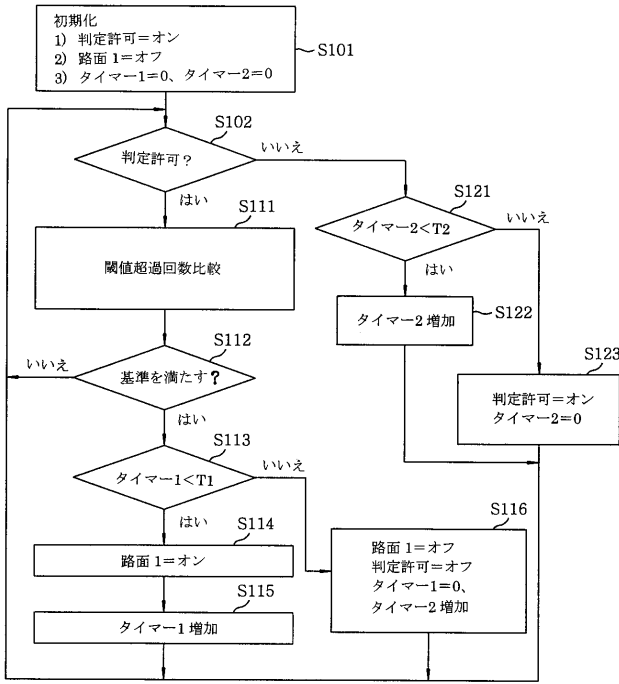 初期化
1) 判定許可=オン
2) 路面1=オフ
3) タイマー1=0、タイマー2=0
S101
S102
判定許可?
いいえ
はい
S111
閾値超過回数比較
S121
タイマー2<T2
いいえ
はい
S122
タイマー2増加
S123
判定許可=オン
タイマー2=0
S112
いいえ
基準を満たす?
はい
S113
いいえ
タイマー1<T1
はい
S114
路面1=オン
S115
タイマー1増加
S116
路面1=オフ
判定許可=オフ
タイマー1=0、
タイマー2増加